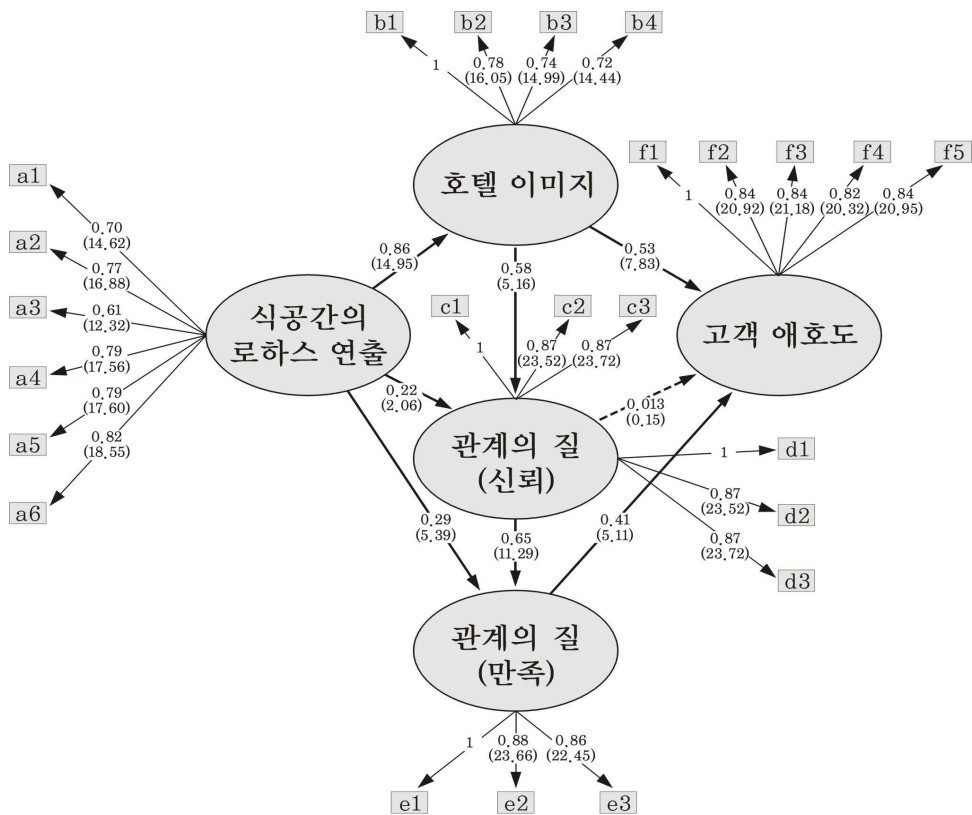 b1 b2 b3 b4
1
0.78
(16.05)
0.74
(14.99)
0.72
(14.44)
호텔 이미지
f1 f2 f3 f4 f5
1
0.84
(20.92)
0.84
(21.18)
0.82
(20.32)
0.84
(20.95)
a1
a2
a3
a4
a5
a6
0.70
(14.62)
0.77
(16.88)
0.61
(12.32)
0.79
(17.56)
0.79
(17.60)
0.82
(18.55)
식공간의
로하스 연출
0.86
(14.95)
0.58
(5.16)
0.53
(7.83)
고객 애호도
c1 c2 c3
1
0.87
(23.52)
0.87
(23.72)
0.22
(2.06)
0.013
(0.15)
관계의 질
(신뢰)
1
0.87
(23.52)
0.87
(23.72)
d1
d2
d3
0.29
(5.39)
0.65
(11.29)
0.41
(5.11)
관계의 질
(만족)
1
0.88
(23.66)
0.86
(22.45)
e1 e2 e3